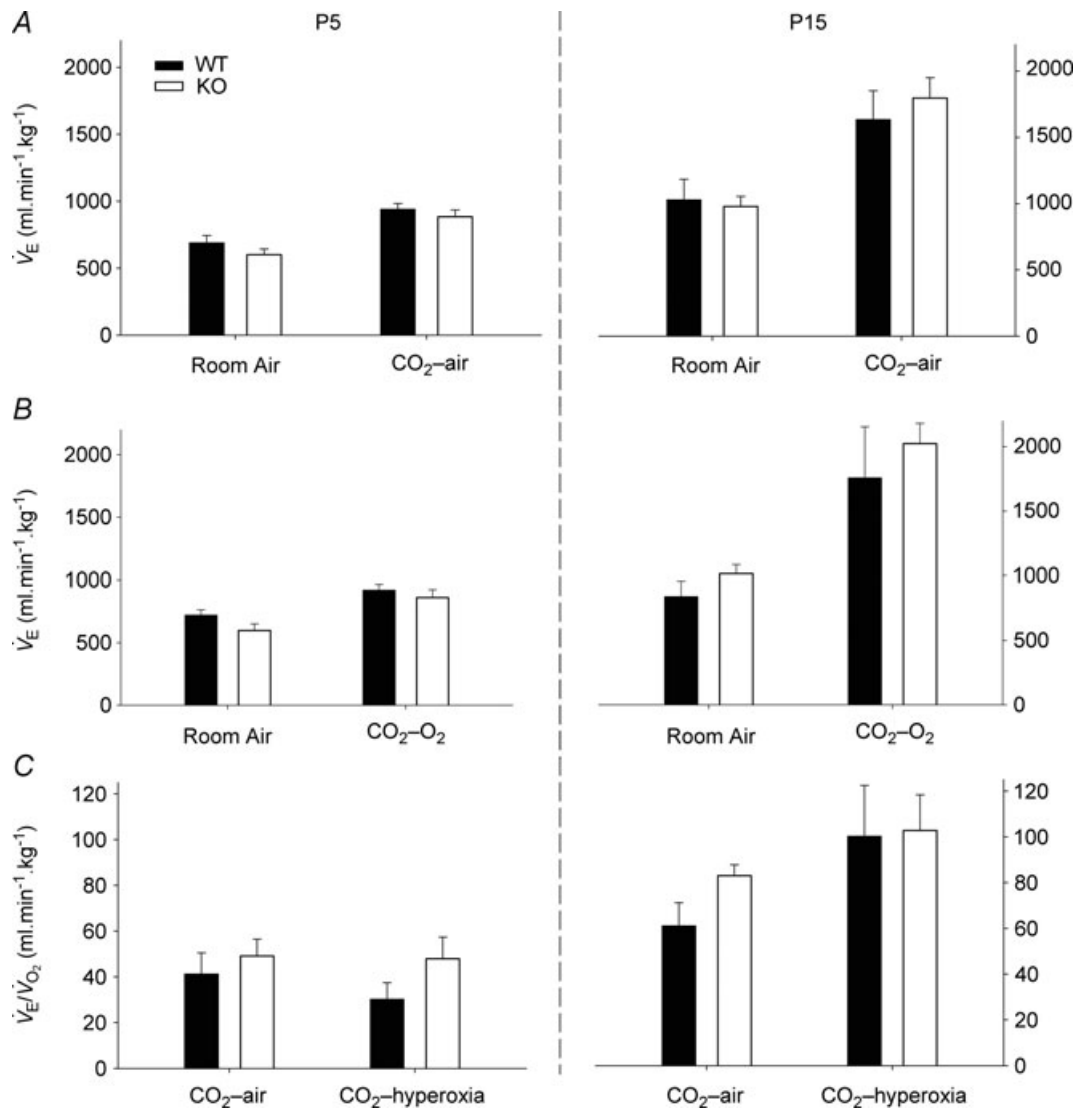 A
P5
P15
WT
KO
V̇E (ml.min⁻¹.kg⁻¹)
2000
1500
1000
500
0
Room Air
CO₂–air
2000
1500
1000
500
0
Room Air
CO₂–air
B
V̇E (ml.min⁻¹.kg⁻¹)
2000
1500
1000
500
0
Room Air
CO₂–O₂
2000
1500
1000
500
0
Room Air
CO₂–O₂
C
V̇E/V̇O₂ (ml.min⁻¹.kg⁻¹)
120
100
80
60
40
20
0
CO₂–air
CO₂–hyperoxia
120
100
80
60
40
20
0
CO₂–air
CO₂–hyperoxia